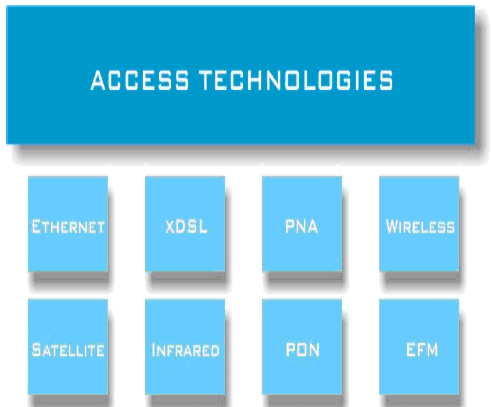 ACCESS TECHNOLOGIES
ETHERNET xDSL PNA WIRELESS
SATELLITE INFRARED PON EFM